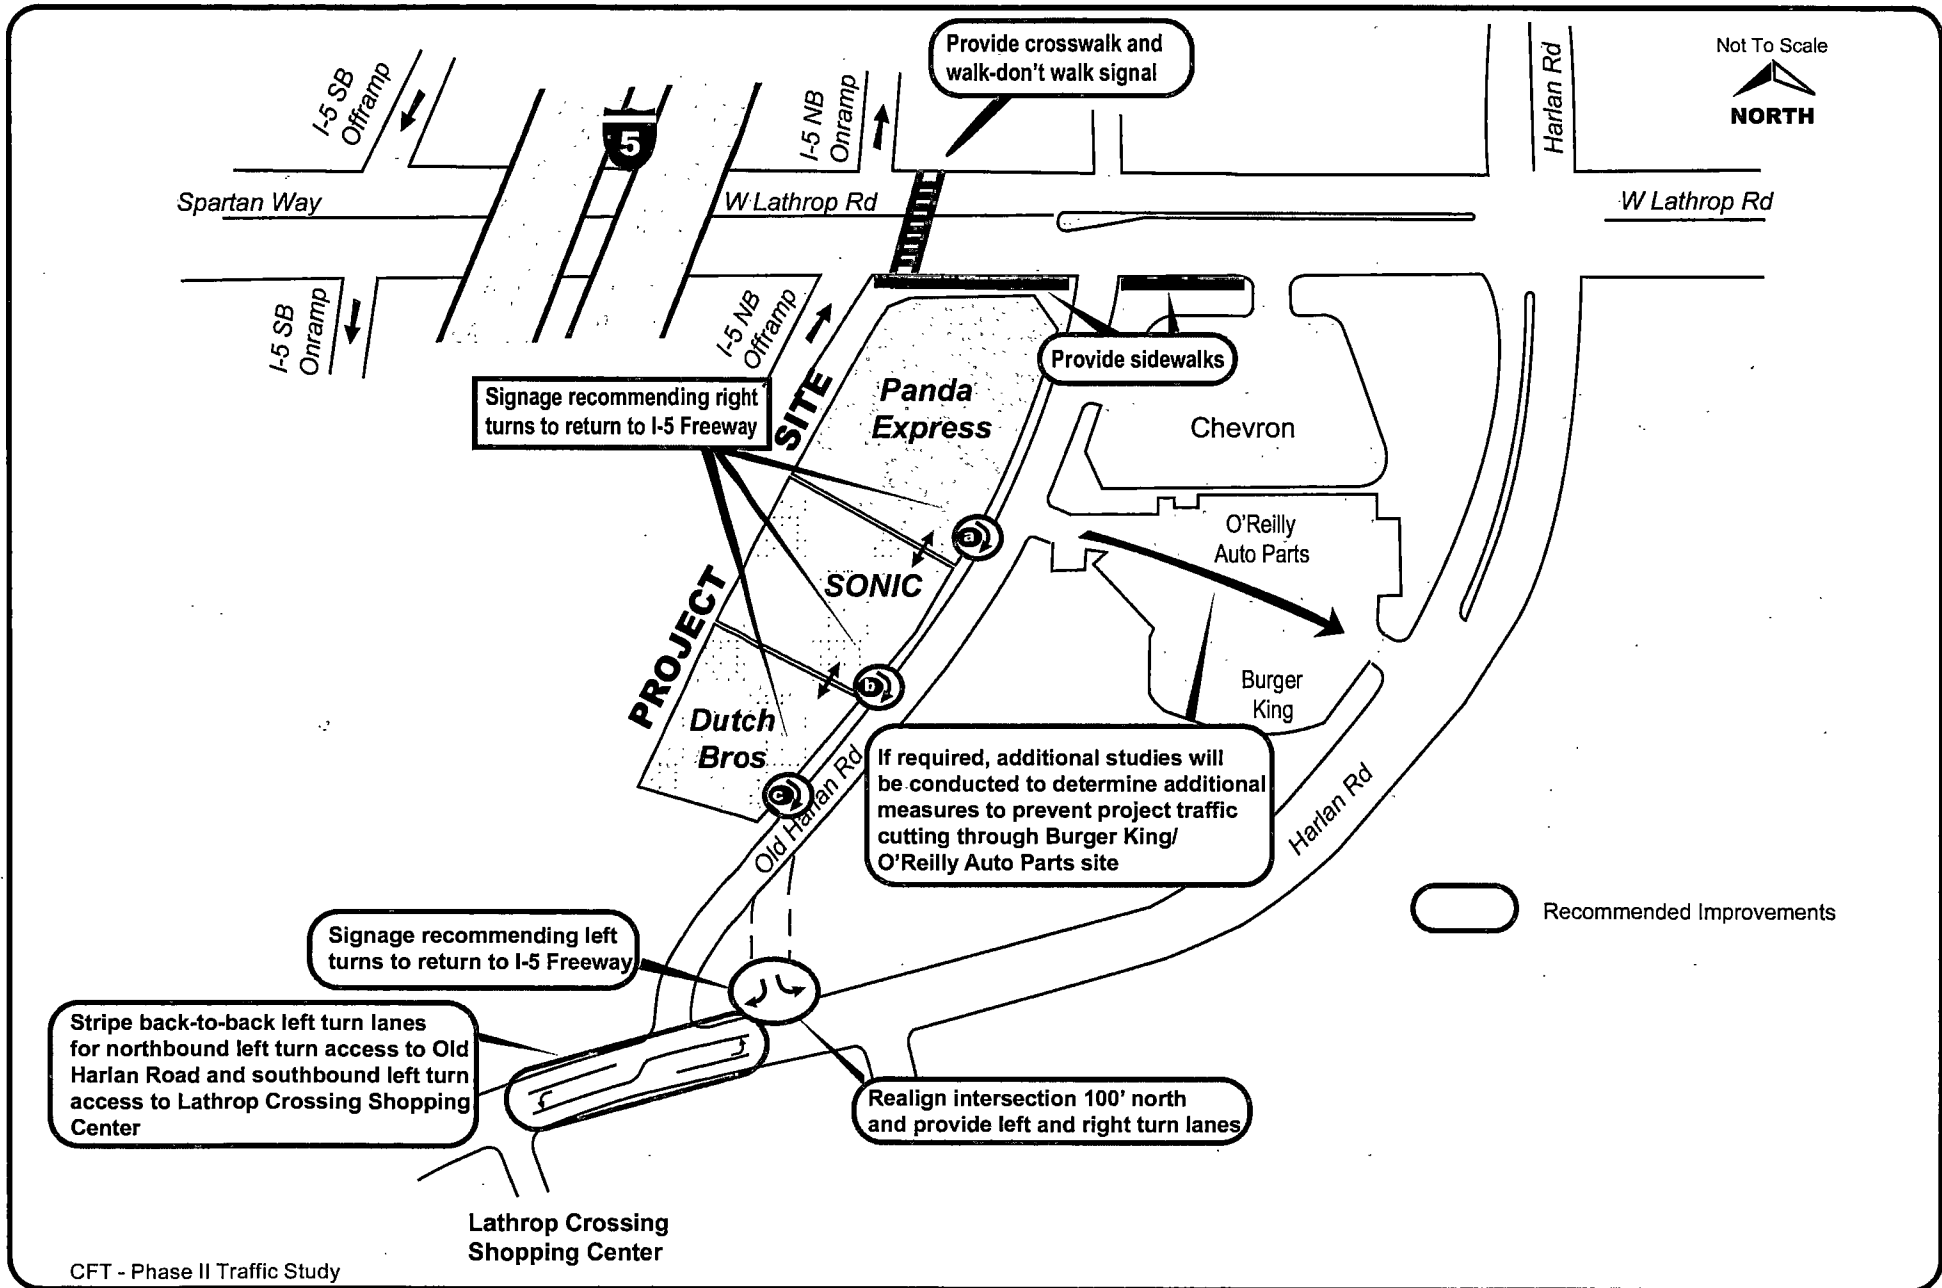 Provide crosswalk and
walk-don't walk signal
Not To Scale
NORTH
I-5 SB
Offramp
5
I-5 NB
Onramp
Harlan Rd
Spartan Way
W Lathrop Rd
W Lathrop Rd
I-5 SB
Onramp
I-5 NB
Offramp
Provide sidewalks
Signage recommending right
turns to return to I-5 Freeway
PROJECT SITE
Panda
Express
Chevron
O'Reilly
Auto Parts
a
SONIC
b
Burger
King
Dutch
Bros
c
Old Harlan Rd
If required, additional studies will
be conducted to determine additional
measures to prevent project traffic
cutting through Burger King/
O'Reilly Auto Parts site
Harlan Rd
Recommended Improvements
Signage recommending left
turns to return to I-5 Freeway
Stripe back-to-back left turn lanes
for northbound left turn access to Old
Harlan Road and southbound left turn
access to Lathrop Crossing Shopping
Center
Realign intersection 100' north
and provide left and right turn lanes
Lathrop Crossing
Shopping Center
CFT - Phase II Traffic Study